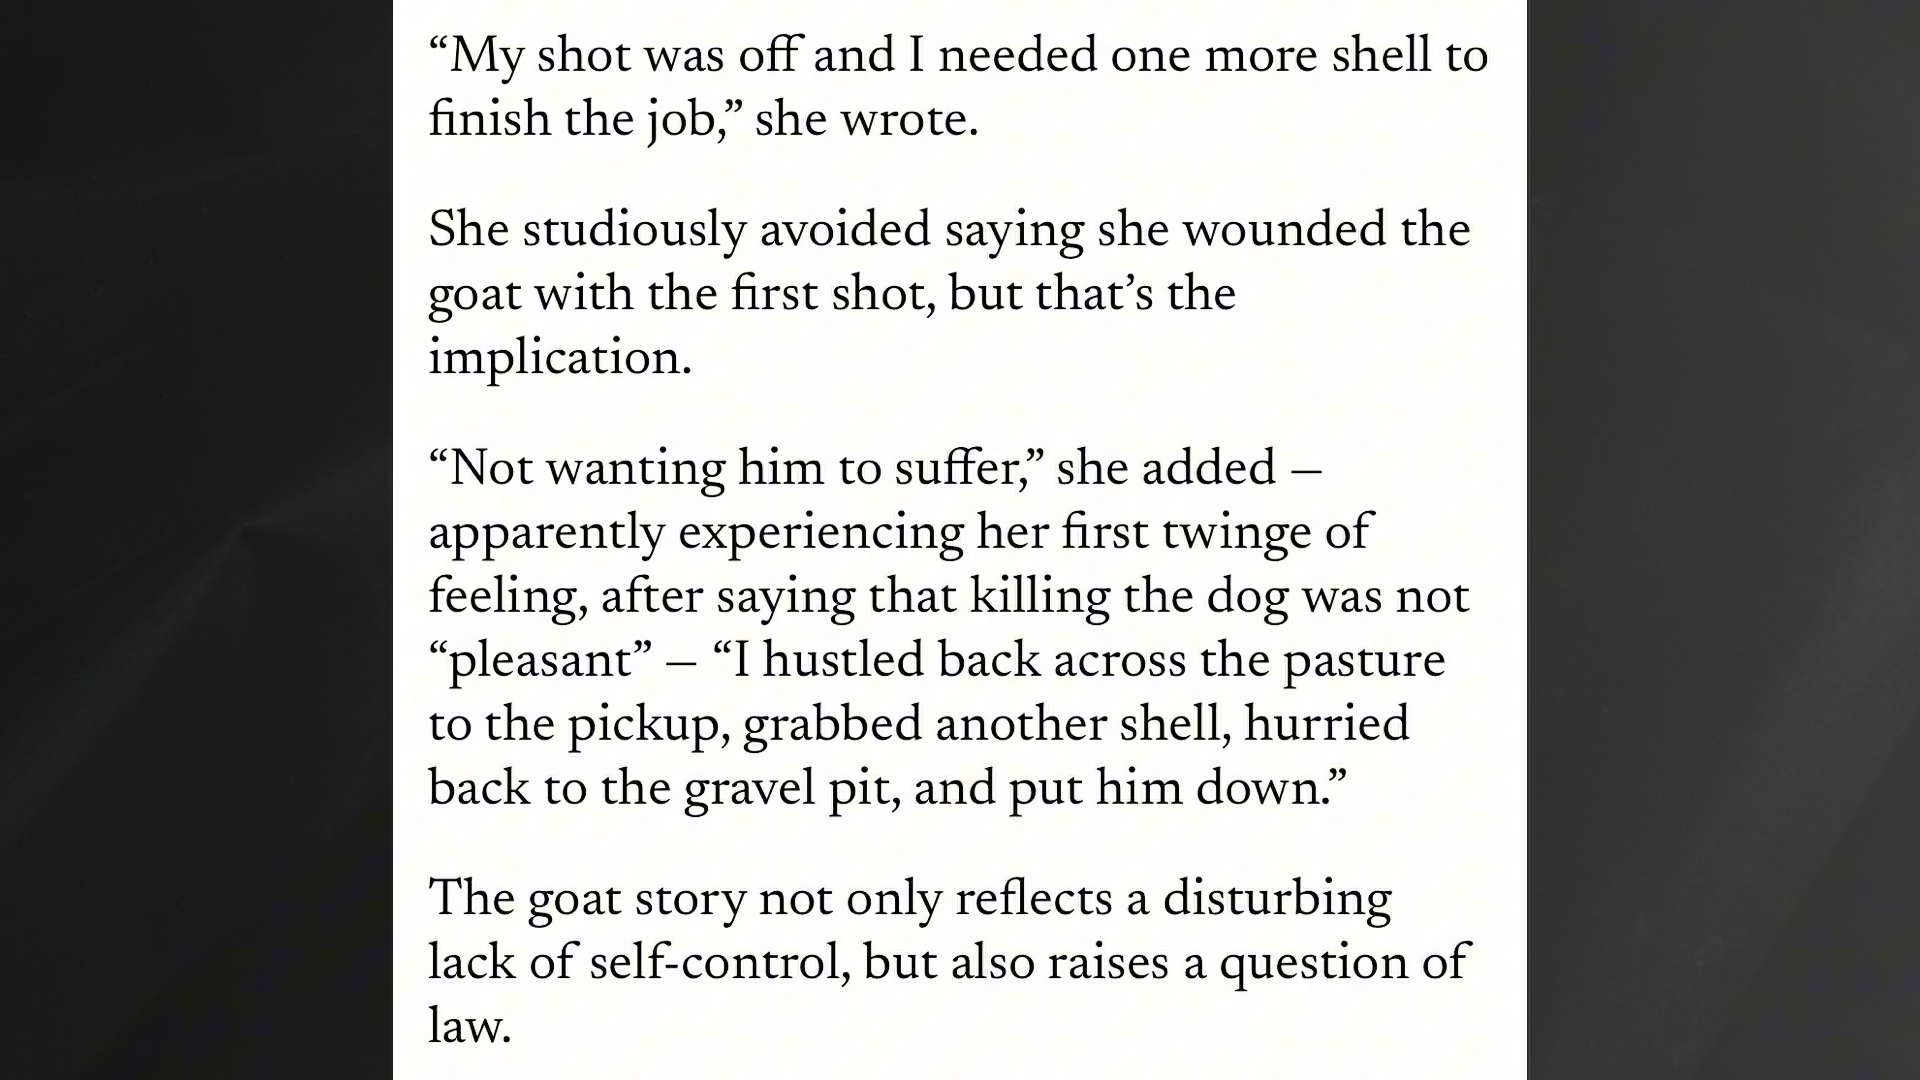 “My shot was off and I needed one more shell to
finish the job,” she wrote.
She studiously avoided saying she wounded the
goat with the first shot, but that’s the
implication.
“Not wanting him to suffer,” she added —
apparently experiencing her first twinge of
feeling, after saying that killing the dog was not
“pleasant” — “I hustled back across the pasture
to the pickup, grabbed another shell, hurried
back to the gravel pit, and put him down.”
The goat story not only reflects a disturbing
lack of self-control, but also raises a question of
law.